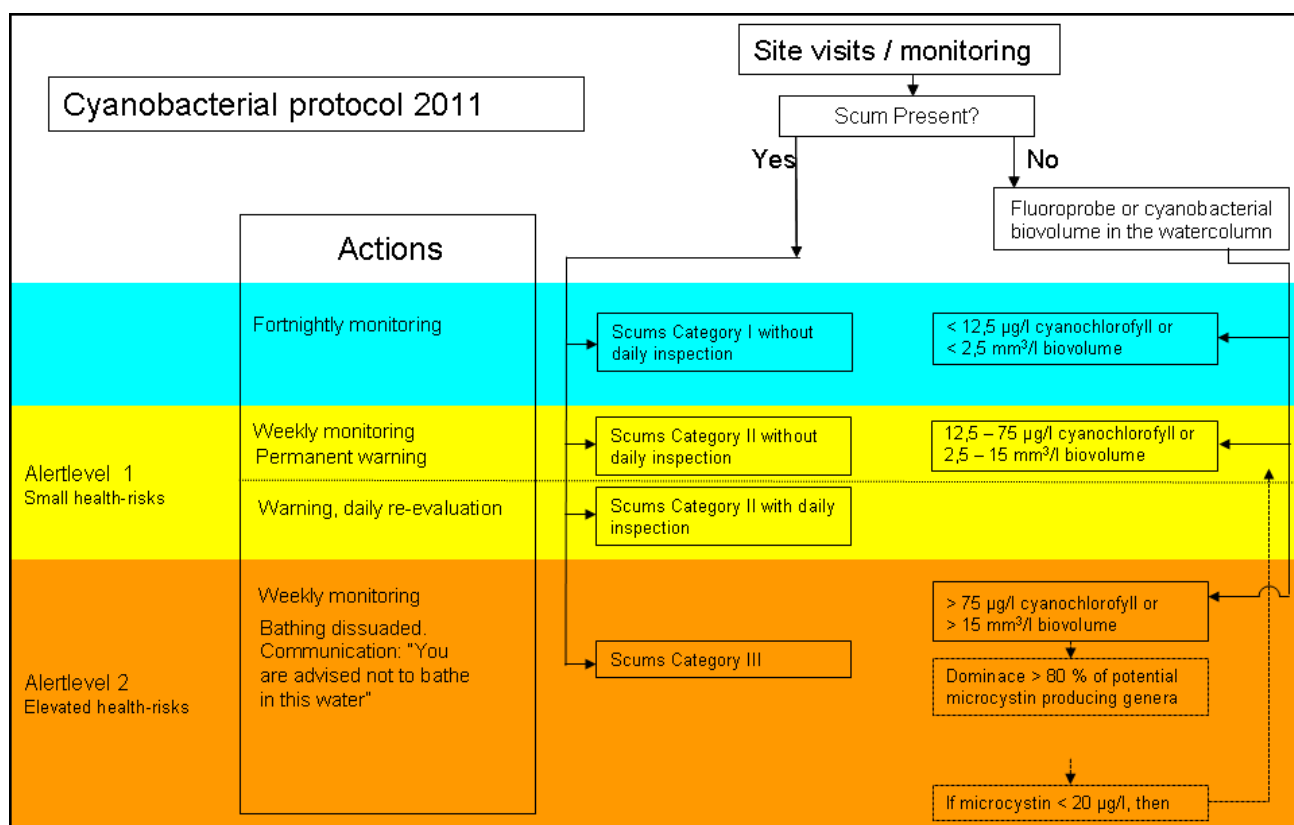 Site visits / monitoring
Cyanobacterial protocol 2011
Scum Present?
Yes
No
Fluoroprobe or cyanobacterial
biovolume in the watercolumn
Actions
Fortnightly monitoring
Scums Category I without
daily inspection
< 12,5 µg/l cyanochlorofyll or
< 2,5 mm³/l biovolume
Alertlevel 1
Small health-risks
Weekly monitoring
Permanent warning
Scums Category II without
daily inspection
12,5 – 75 µg/l cyanochlorofyll or
2,5 – 15 mm³/l biovolume
Warning, daily re-evaluation
Scums Category II with daily
inspection
Alertlevel 2
Elevated health-risks
Weekly monitoring
Bathing dissuaded.
Communication: "You
are advised not to bathe
in this water"
Scums Category III
> 75 µg/l cyanochlorofyll or
> 15 mm³/l biovolume
Dominace > 80 % of potential
microcystin producing genera
If microcystin < 20 µg/l, then